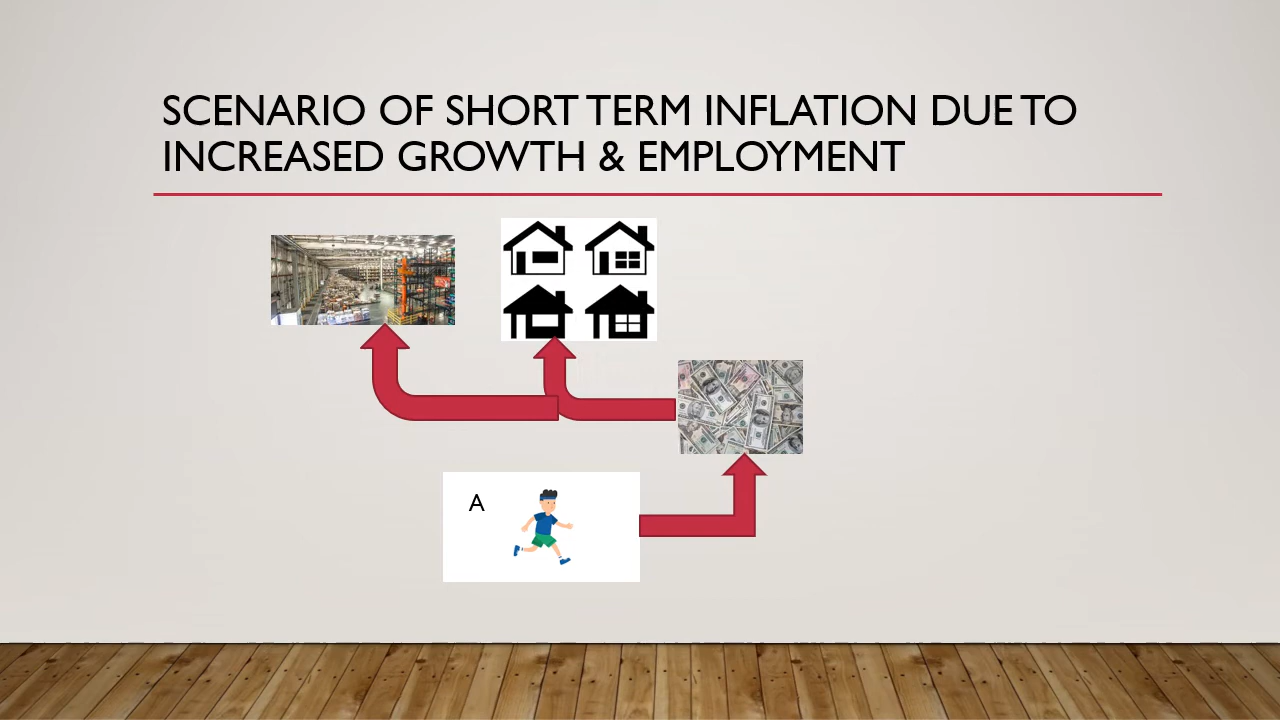 SCENARIO OF SHORT TERM INFLATION DUE TO
INCREASED GROWTH & EMPLOYMENT
A